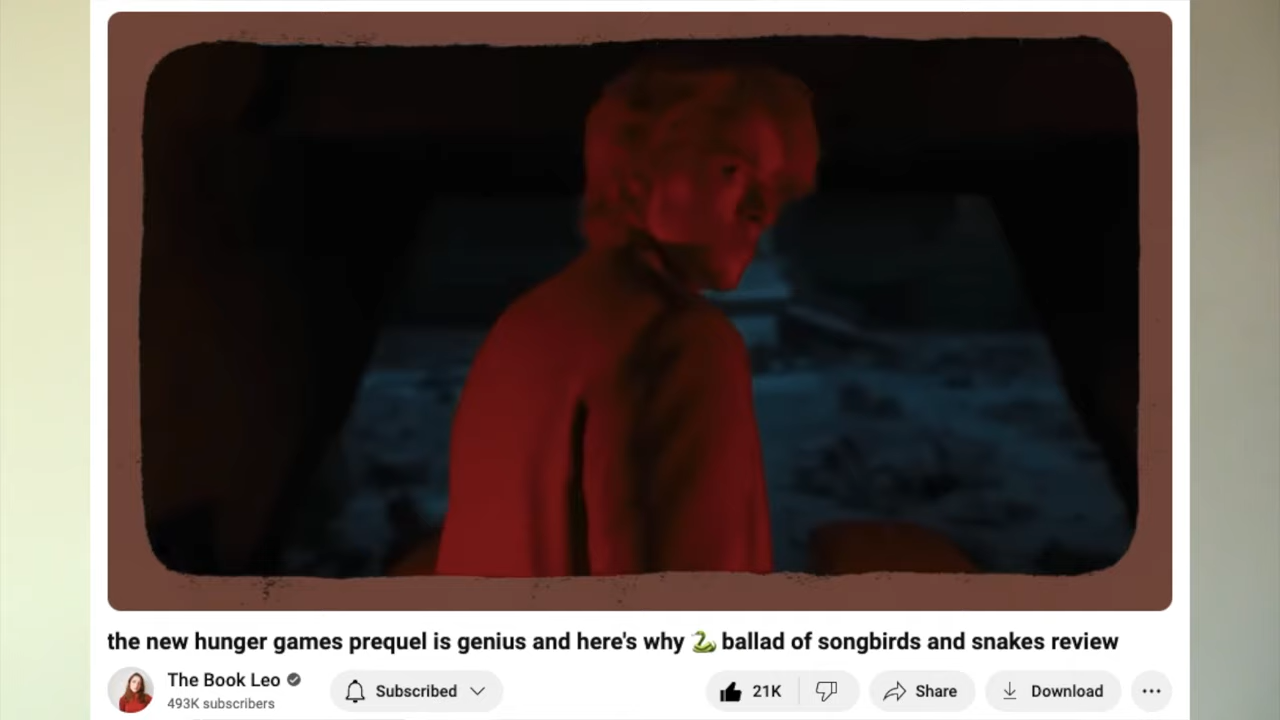 the new hunger games prequel is genius and here's why 🐍 ballad of songbirds and snakes review
The Book Leo
493K subscribers
Subscribed
21K
Share
Download